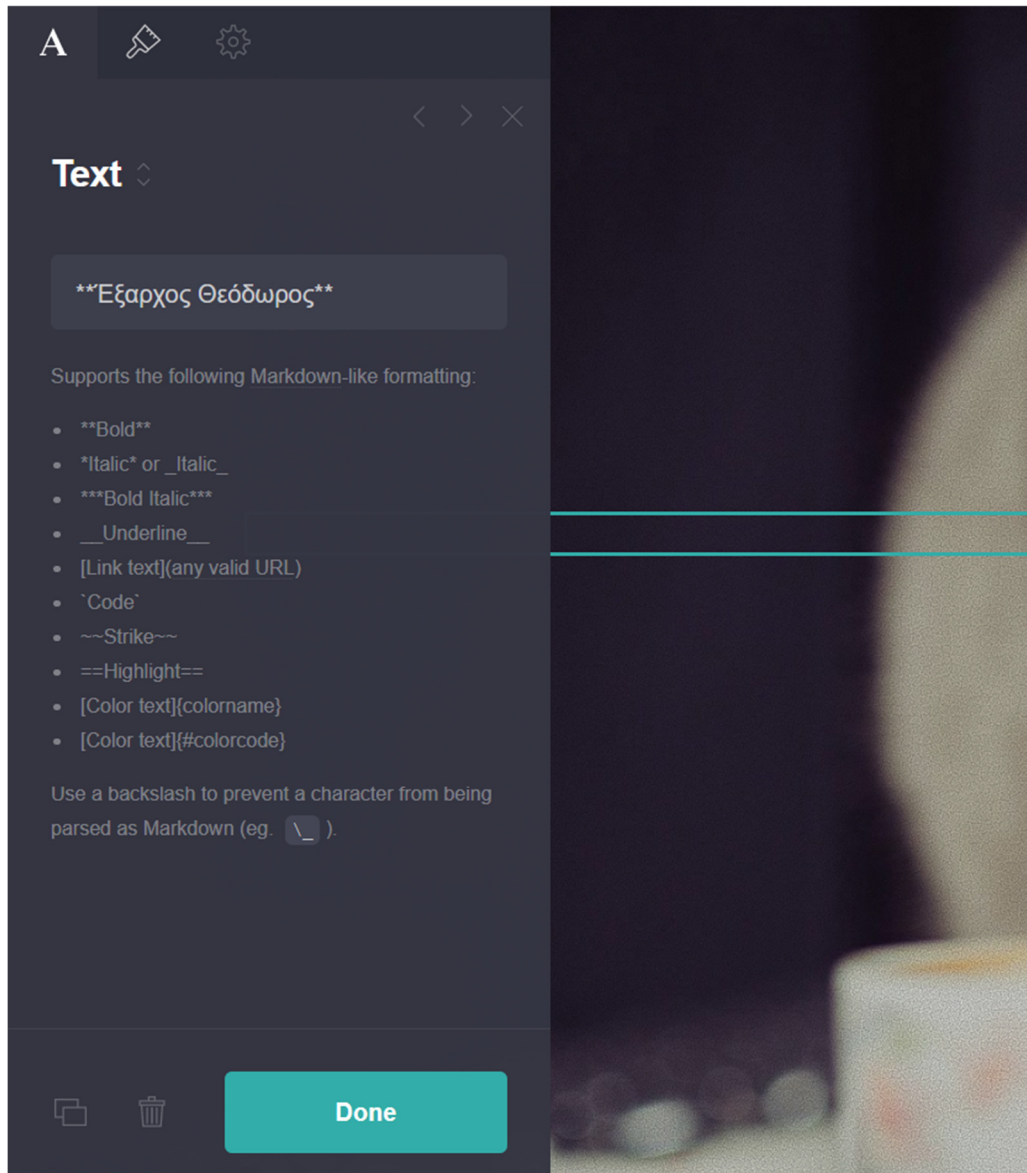 A
Text
**Έξαρχος Θεόδωρος**
Supports the following Markdown-like formatting:
• **Bold**
• *Italic* or _Italic_
• ***Bold Italic***
• __Underline__
• [Link text](any valid URL)
• `Code`
• ~~Strike~~
• ==Highlight==
• [Color text]{colorname}
• [Color text]{#colorcode}
Use a backslash to prevent a character from being
parsed as Markdown (eg. \_ ).
Done